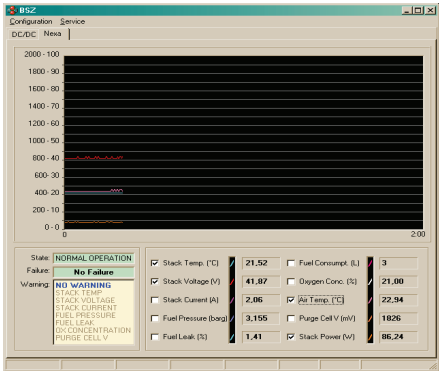 BSZ
Configuration Service
DC/DC Nexa
2000 - 100
1800 - 90
1600 - 80
1400 - 70
1200 - 60
1000 - 50
800 - 40
600- 30
400- 20
200 - 10
0 - 0
0 2:00
State: NORMAL OPERATION
Failure: No Failure
Warning: NO WARNING
STACK TEMP
STACK VOLTAGE
STACK CURRENT
FUEL PRESSURE
FUEL LEAK
OX CONCENTRATION
PURGE CELL V
Stack Temp. (°C) 21,52 Fuel Consumpt. (L) 3
Stack Voltage (V) 41,87 Oxygen Conc. (%) 21,00
Stack Current (A) 2,06 Air Temp. (°C) 22,94
Fuel Pressure (barg) 3,155 Purge Cell V (mV) 1826
Fuel Leak (%) 1,41 Stack Power (W) 86,24